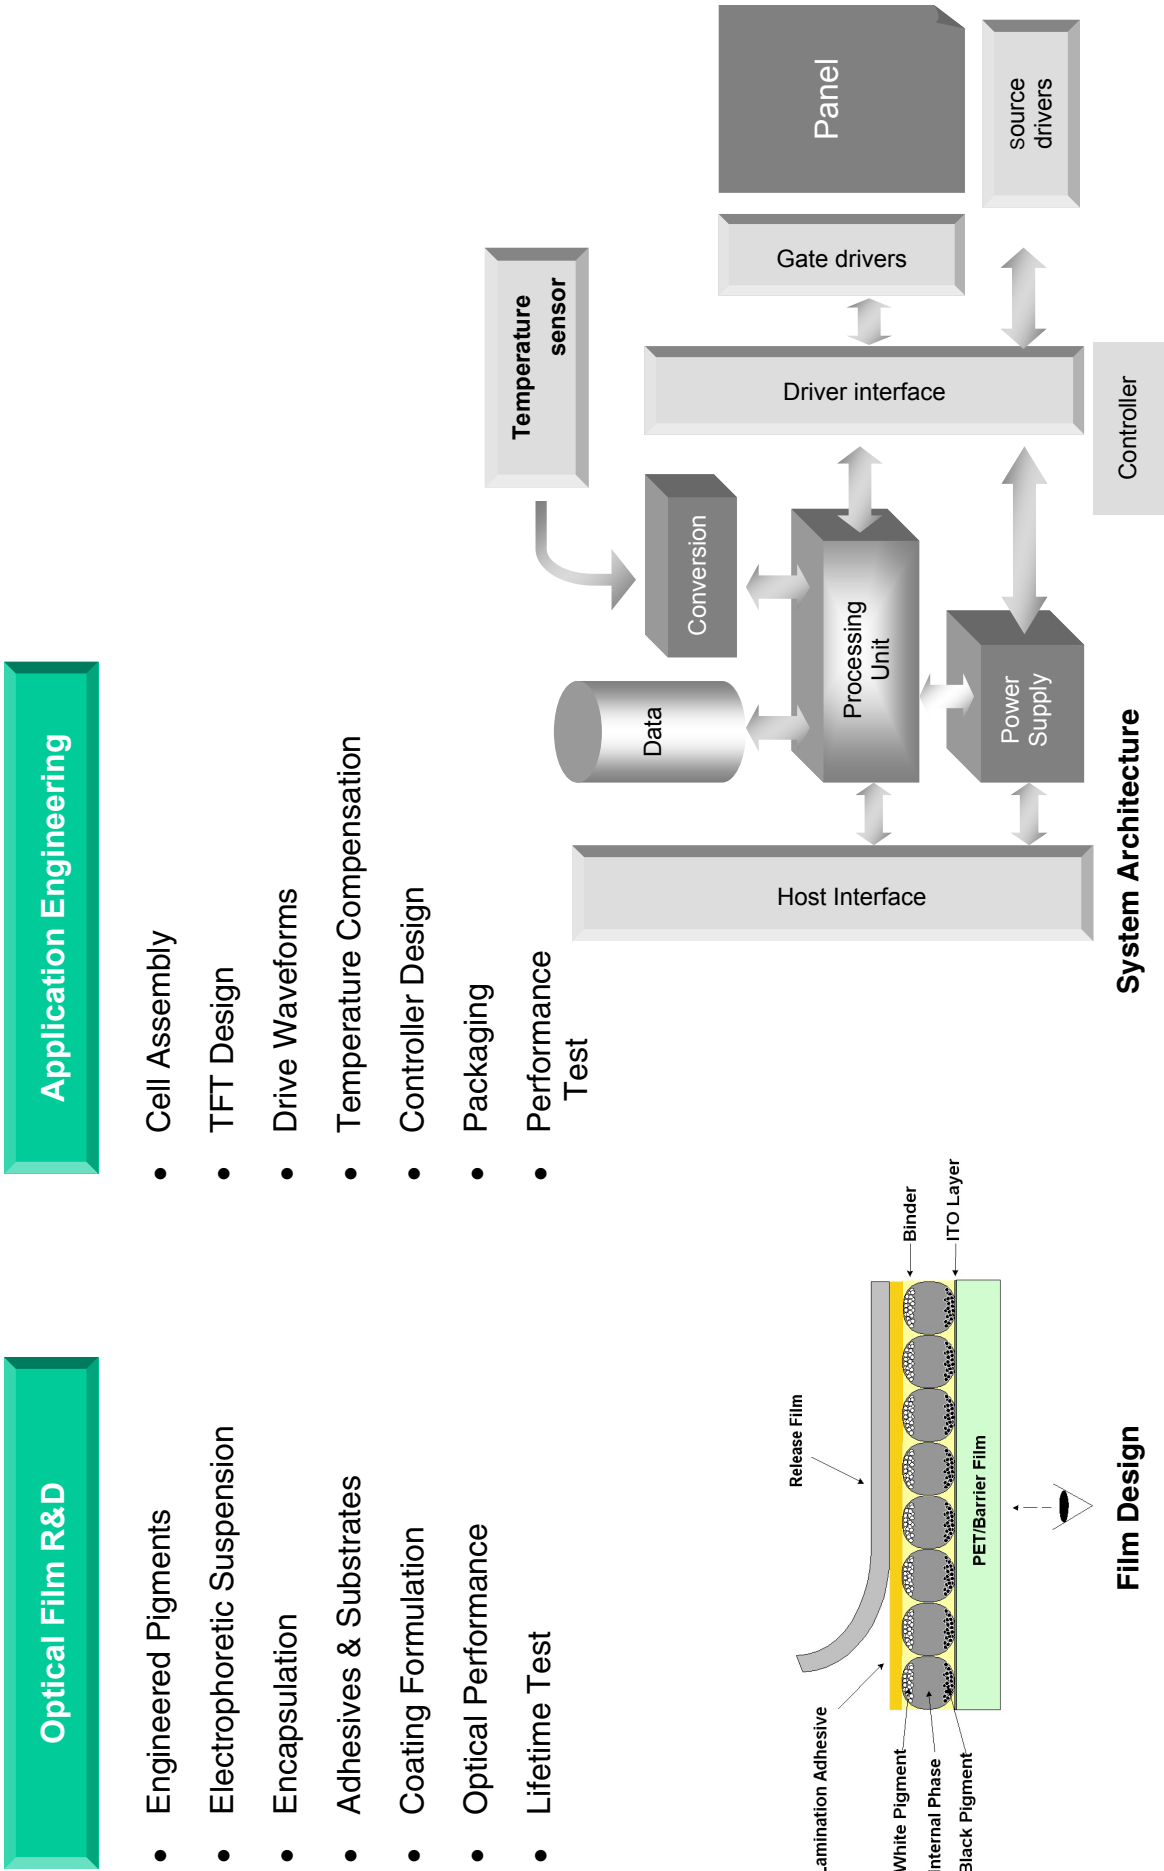 Optical Film R&D
• Engineered Pigments
• Electrophoretic Suspension
• Encapsulation
• Adhesives & Substrates
• Coating Formulation
• Optical Performance
• Lifetime Test
Release Film
amination Adhesive
White Pigment
nternal Phase
Black Pigment
Binder
ITO Layer
PET/Barrier Film
Film Design
Application Engineering
• Cell Assembly
• TFT Design
• Drive Waveforms
• Temperature Compensation
• Controller Design
• Packaging
• Performance
Test
Temperature
sensor
Data
Conversion
Processing
Unit
Power
Supply
Host Interface
Driver interface
Gate drivers
Panel
source
drivers
Controller
System Architecture